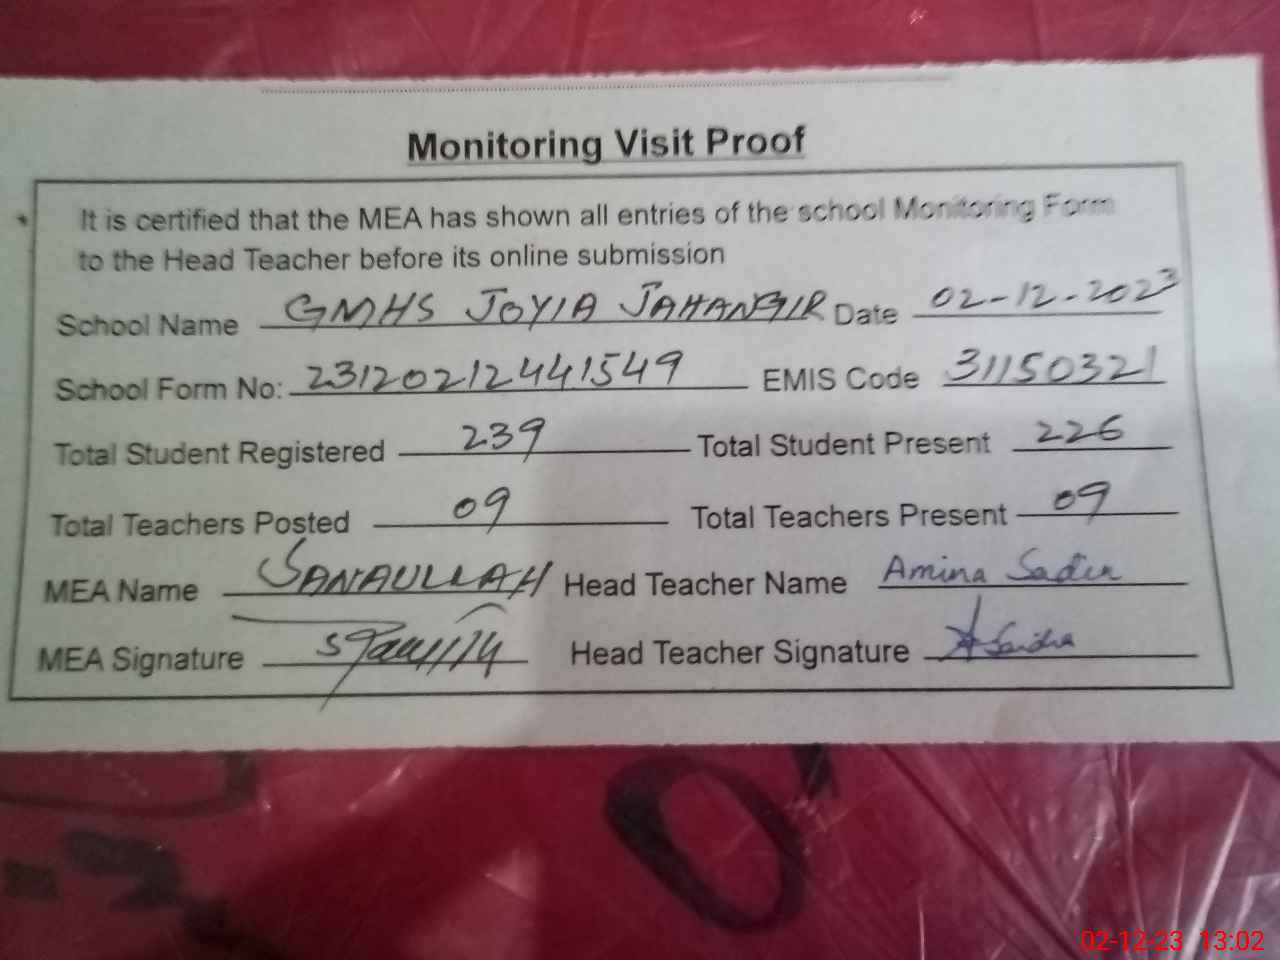 Monitoring Visit Proof
It is certified that the MEA has shown all entries of the school Monitoring Form
to the Head Teacher before its online submission
School Name GMHS JOYIA JAHANGIR Date 02-12-2023
School Form No: 231202124441549 EMIS Code 31150321
Total Student Registered 239 Total Student Present 226
Total Teachers Posted 09 Total Teachers Present 09
MEA Name SANAULLAH Head Teacher Name Amina
MEA Signature Head Teacher Signature
02-12-23 13:02